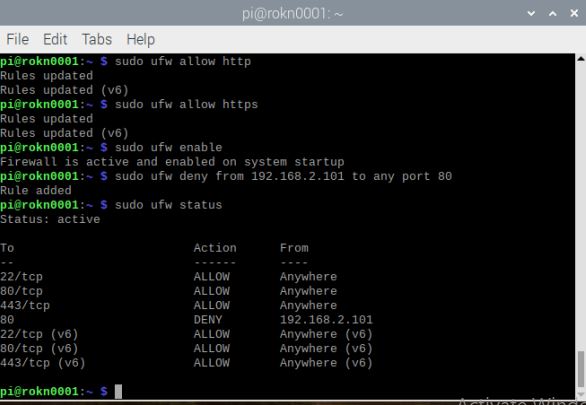 pi@rokn0001: ~
File Edit Tabs Help
pi@rokn0001:~ $ sudo ufw allow http
Rules updated
Rules updated (v6)
pi@rokn0001:~ $ sudo ufw allow https
Rules updated
Rules updated (v6)
pi@rokn0001:~ $ sudo ufw enable
Firewall is active and enabled on system startup
pi@rokn0001:~ $ sudo ufw deny from 192.168.2.101 to any port 80
Rule added
pi@rokn0001:~ $ sudo ufw status
Status: active
To Action From
-- ------ ----
22/tcp ALLOW Anywhere
80/tcp ALLOW Anywhere
443/tcp ALLOW Anywhere
80 DENY 192.168.2.101
22/tcp (v6) ALLOW Anywhere (v6)
80/tcp (v6) ALLOW Anywhere (v6)
443/tcp (v6) ALLOW Anywhere (v6)
pi@rokn0001:~ $